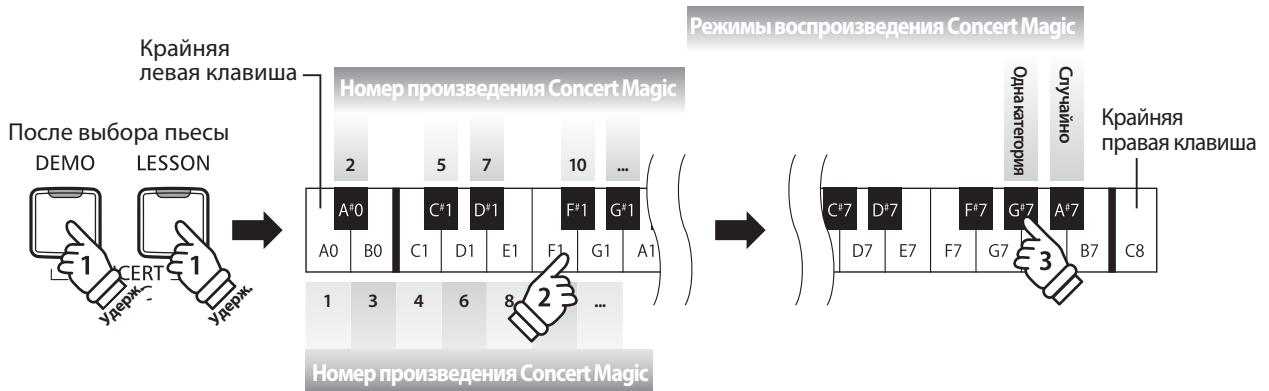 Режимы воспроизведения Concert Magic
Крайняя
левая клавиша
Номер произведения Concert Magic
Одна категория
Случайно
Крайняя
правая клавиша
После выбора пьесы
DEMO LESSON
2 5 7 10 ...
A#0 C#1 D#1 F#1 G#1 C#7 D#7 F#7 G#7 A#7
A0 B0 C1 D1 E1 F1 G1 A1 D7 E7 F7 G7 B7 C8
1 1 2 3
CERT
Удерж. Удерж.
1 3 4 6 8 ...
Номер произведения Concert Magic